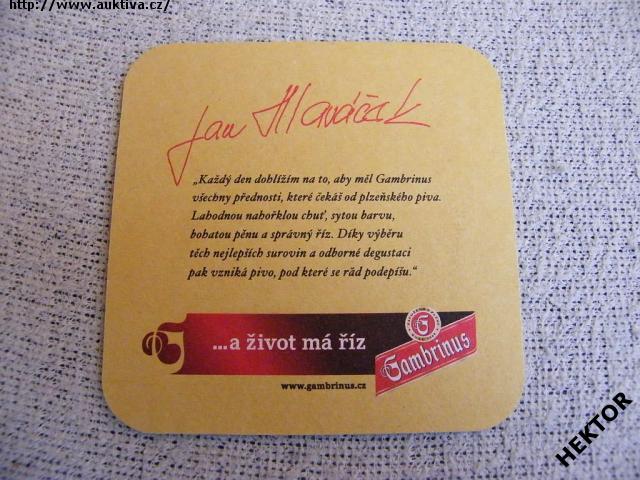 http://www.auktiva.cz/
Jan Hlaváček
„Každý den dohlížím na to, aby měl Gambrinus
všechny přednosti, které čekáš od plzeňského piva.
Lahodnou nahořklou chuť, sytou barvu,
bohatou pěnu a správný říz. Díky výběru
těch nejlepších surovin a odborné degustaci
pak vzniká pivo, pod které se rád podepíšu.“
...a život má říz
Gambrinus
www.gambrinus.cz
HEKTOR